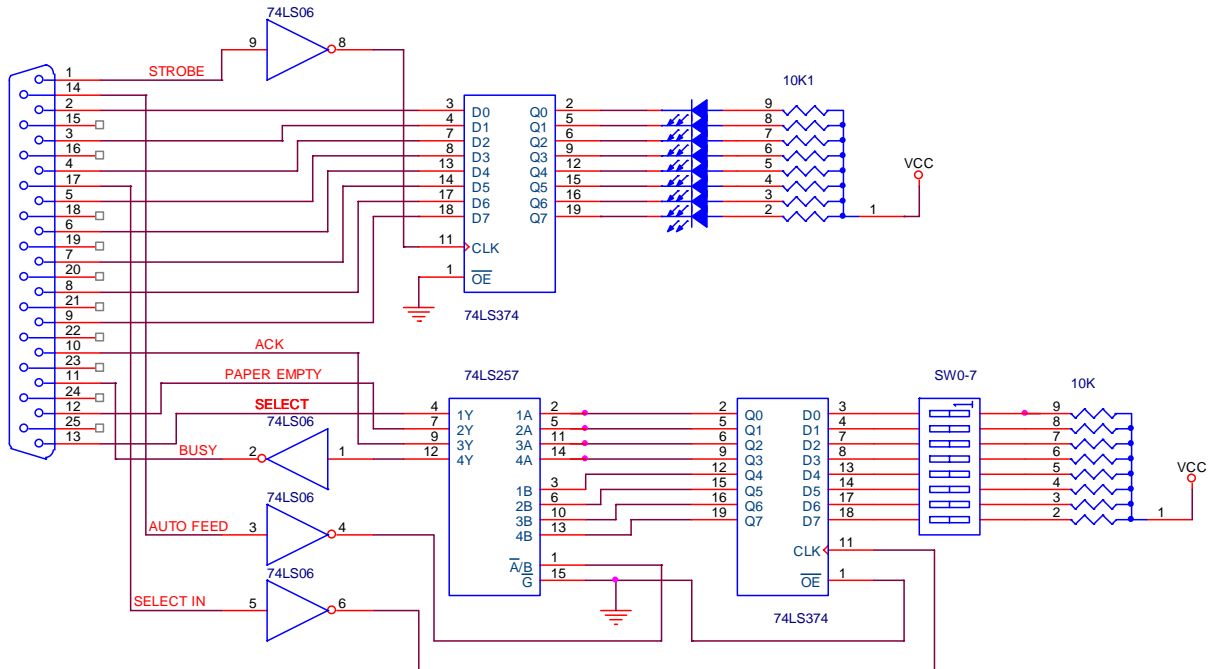 74LS06
9 8
STROBE
1
14
2
15
3
16
4
17
5
18
6
19
7
20
8
21
9
22
10
23
11
24
12
25
13
3 D0 Q0 2
4 D1 Q1 5
7 D2 Q2 6
8 D3 Q3 9
13 D4 Q4 12
14 D5 Q5 15
17 D6 Q6 16
18 D7 Q7 19
11 CLK
1 OE
74LS374
10K1
9
8
7
6
5
4
3
2
1
VCC
ACK
PAPER EMPTY
SELECT
74LS06
BUSY 2 1
74LS06
AUTO FEED 3 4
74LS06
SELECT IN 5 6
74LS257
4 1Y 1A 2
7 2Y 2A 5
9 3Y 3A 11
12 4Y 4A 14
1B 3
2B 6
3B 10
4B 13
A/B 1
G 15
2 Q0 D0 3
5 Q1 D1 4
6 Q2 D2 7
9 Q3 D3 8
12 Q4 D4 13
15 Q5 D5 14
16 Q6 D6 17
19 Q7 D7 18
CLK 11
OE 1
74LS374
SW0-7
1
10K
9
8
7
6
5
4
3
2
1
VCC